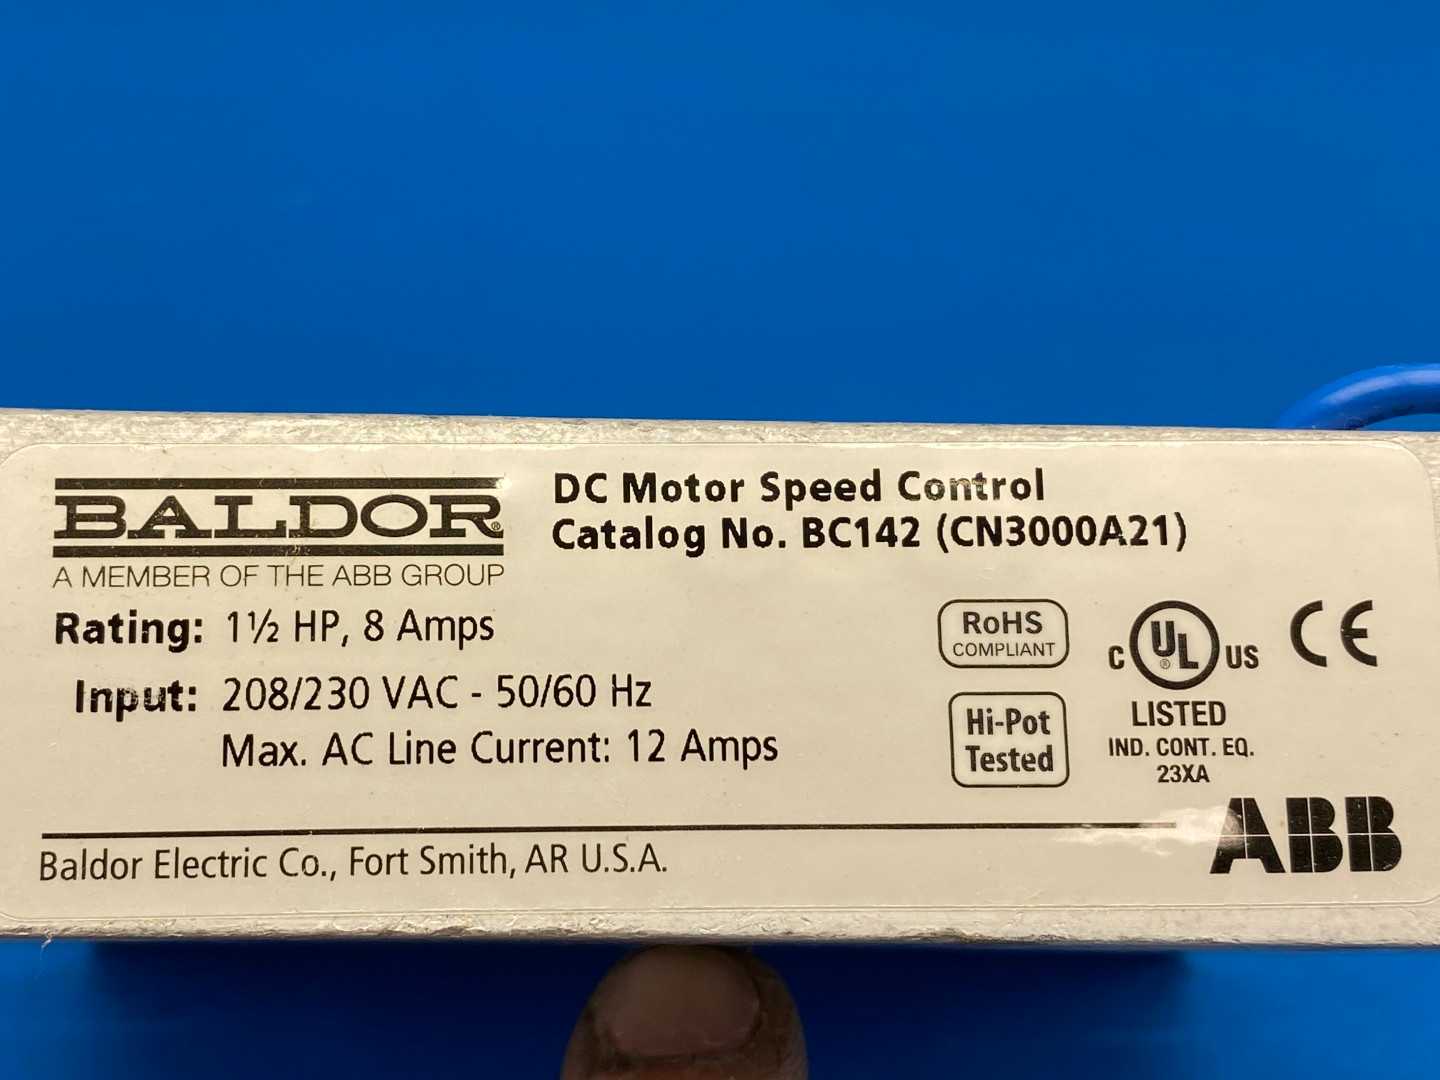 BALDOR®
A MEMBER OF THE ABB GROUP
DC Motor Speed Control
Catalog No. BC142 (CN3000A21)
Rating: 1½ HP, 8 Amps
Input: 208/230 VAC - 50/60 Hz
Max. AC Line Current: 12 Amps
RoHS
COMPLIANT
Hi-Pot
Tested
C UL® US
LISTED
IND. CONT. EQ.
23XA
CE
Baldor Electric Co., Fort Smith, AR U.S.A.
ABB